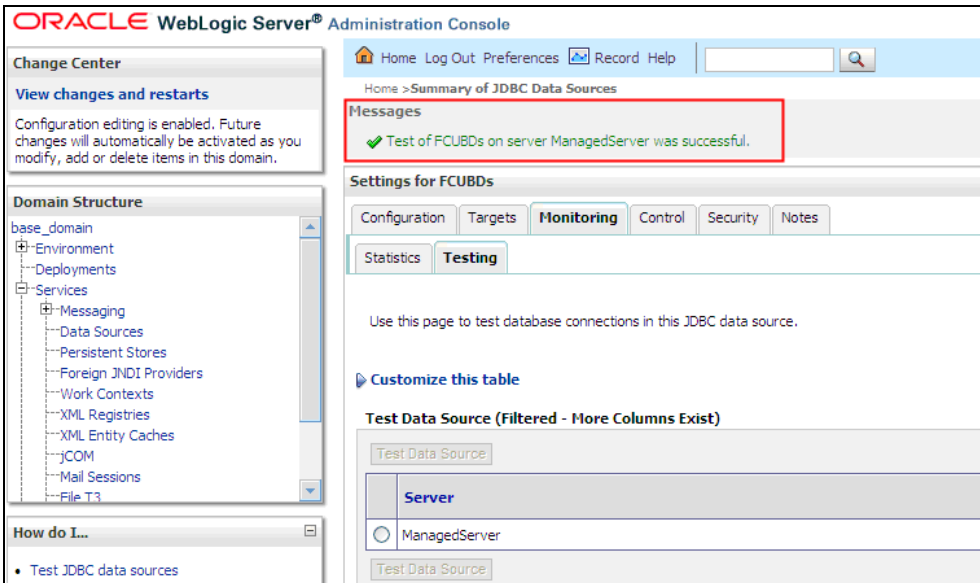 ORACLE WebLogic Server® Administration Console
Change Center
View changes and restarts
Configuration editing is enabled. Future
changes will automatically be activated as you
modify, add or delete items in this domain.
Domain Structure
base_domain
Environment
Deployments
Services
Messaging
Data Sources
Persistent Stores
Foreign JNDI Providers
Work Contexts
XML Registries
XML Entity Caches
jCOM
Mail Sessions
File T3
How do I...
Test JDBC data sources
Home Log Out Preferences Record Help
Home >Summary of JDBC Data Sources
Messages
Test of FCUBDs on server ManagedServer was successful.
Settings for FCUBDs
Configuration Targets Monitoring Control Security Notes
Statistics Testing
Use this page to test database connections in this JDBC data source.
Customize this table
Test Data Source (Filtered - More Columns Exist)
Test Data Source
Server
ManagedServer
Test Data Source